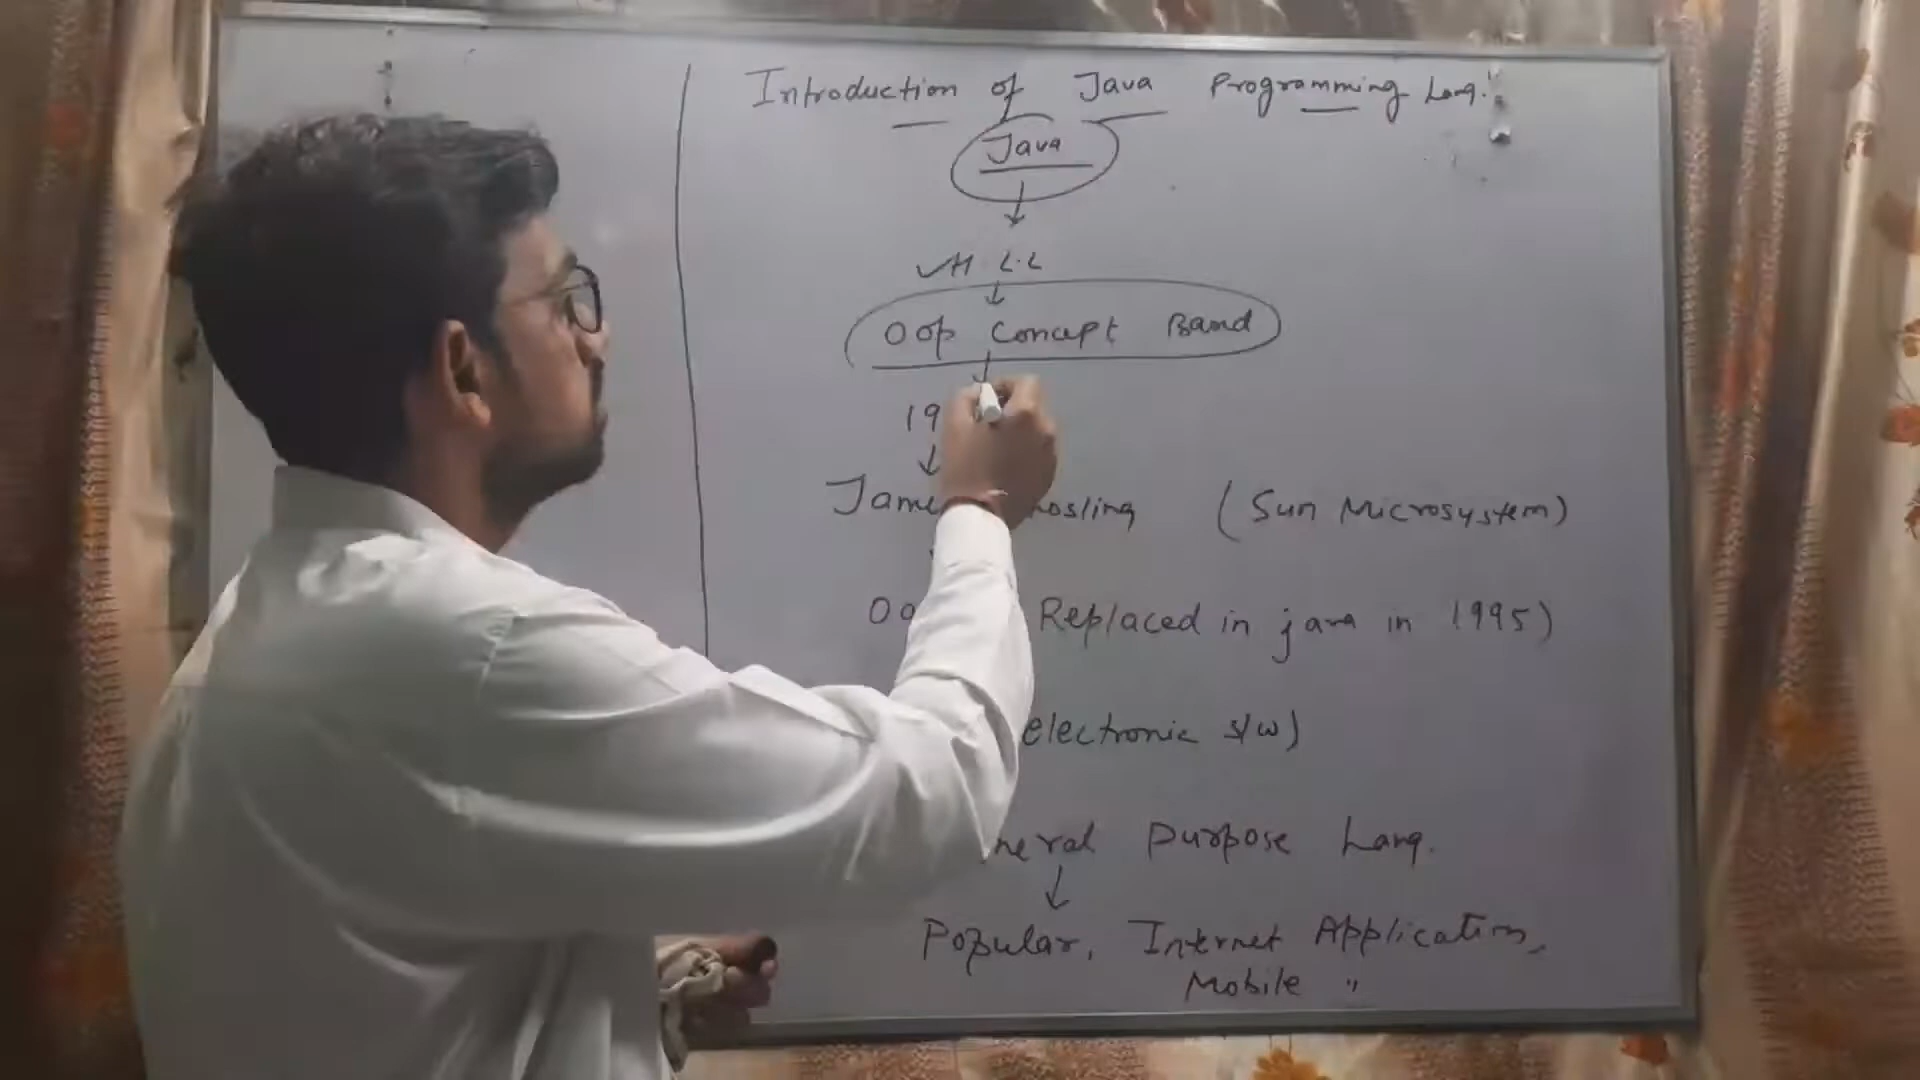 Introduction of Java Programming Lang.
Java
H.L.L
OOP Concept Based
19
James Gosling (Sun Microsystem)
Replaced in java in 1995)
electronic s/w)
neral Purpose Lang.
Popular, Internet Application,
Mobile "